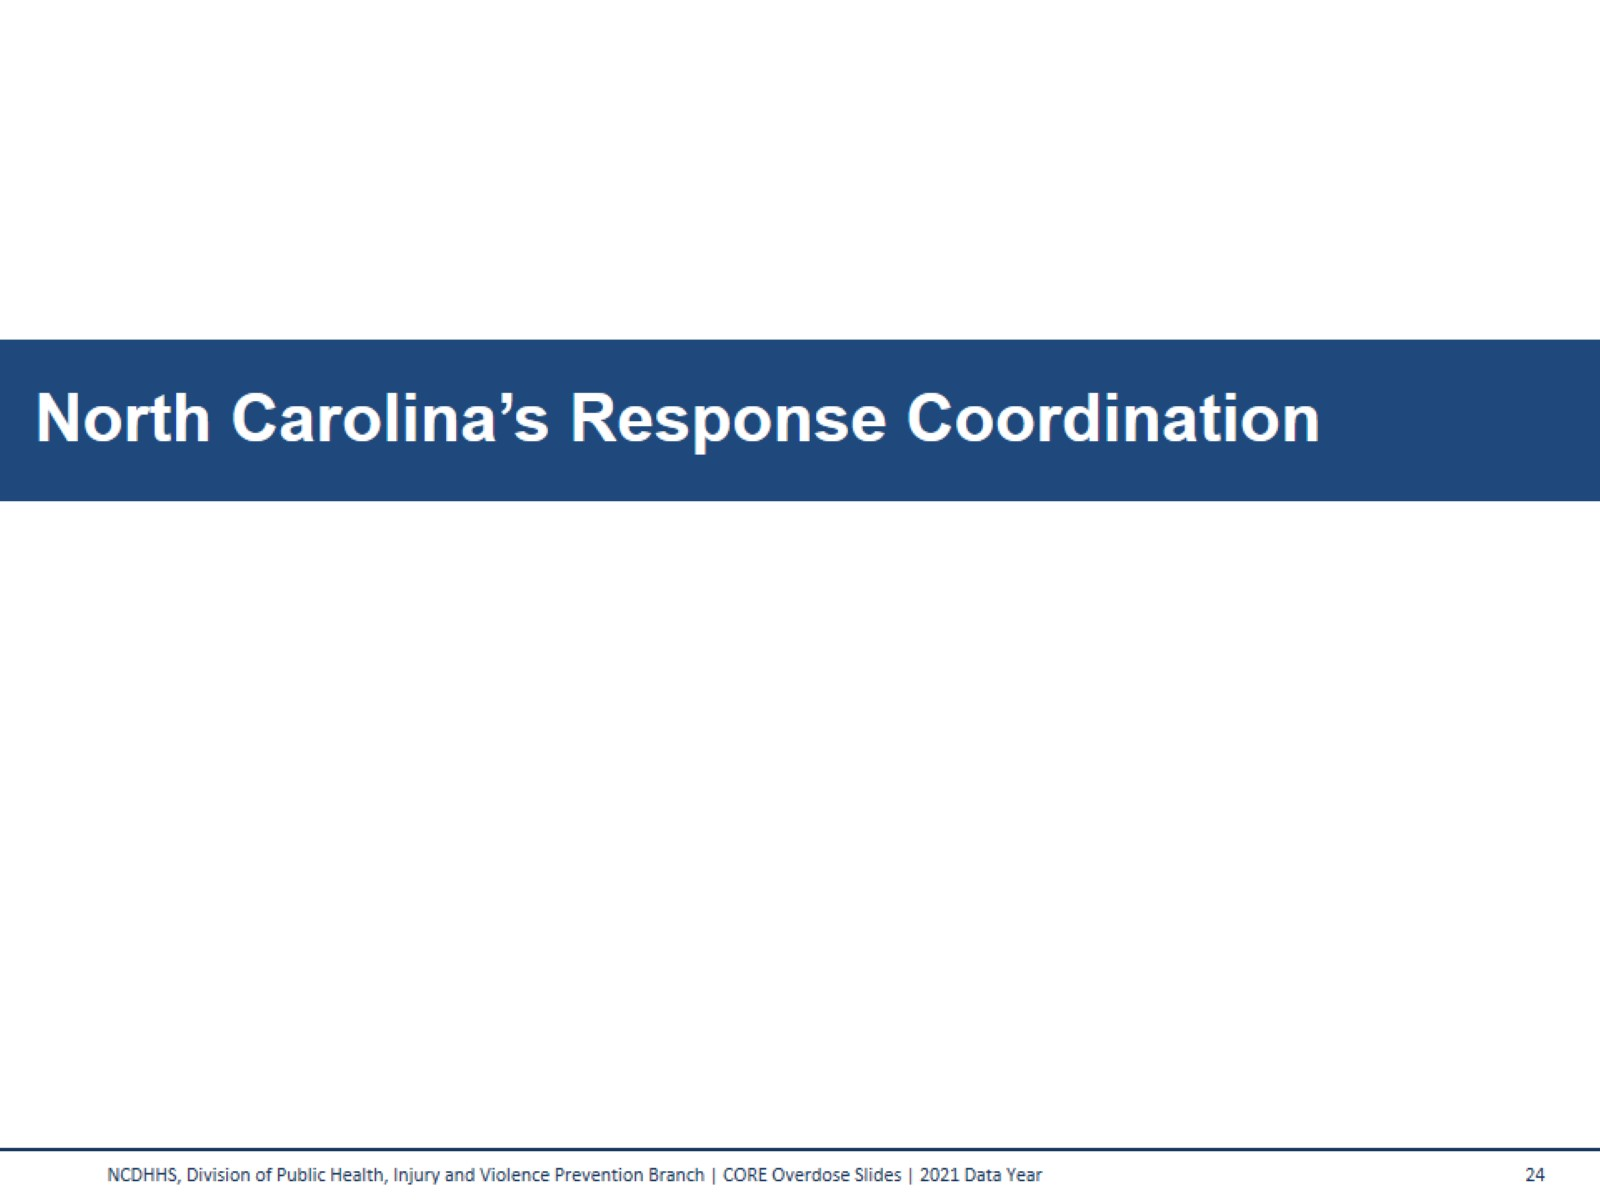 North Carolina’s Response Coordination
NCDHHS, Division of Public Health, Injury and Violence Prevention Branch | CORE Overdose Slides | 2021 Data Year
24